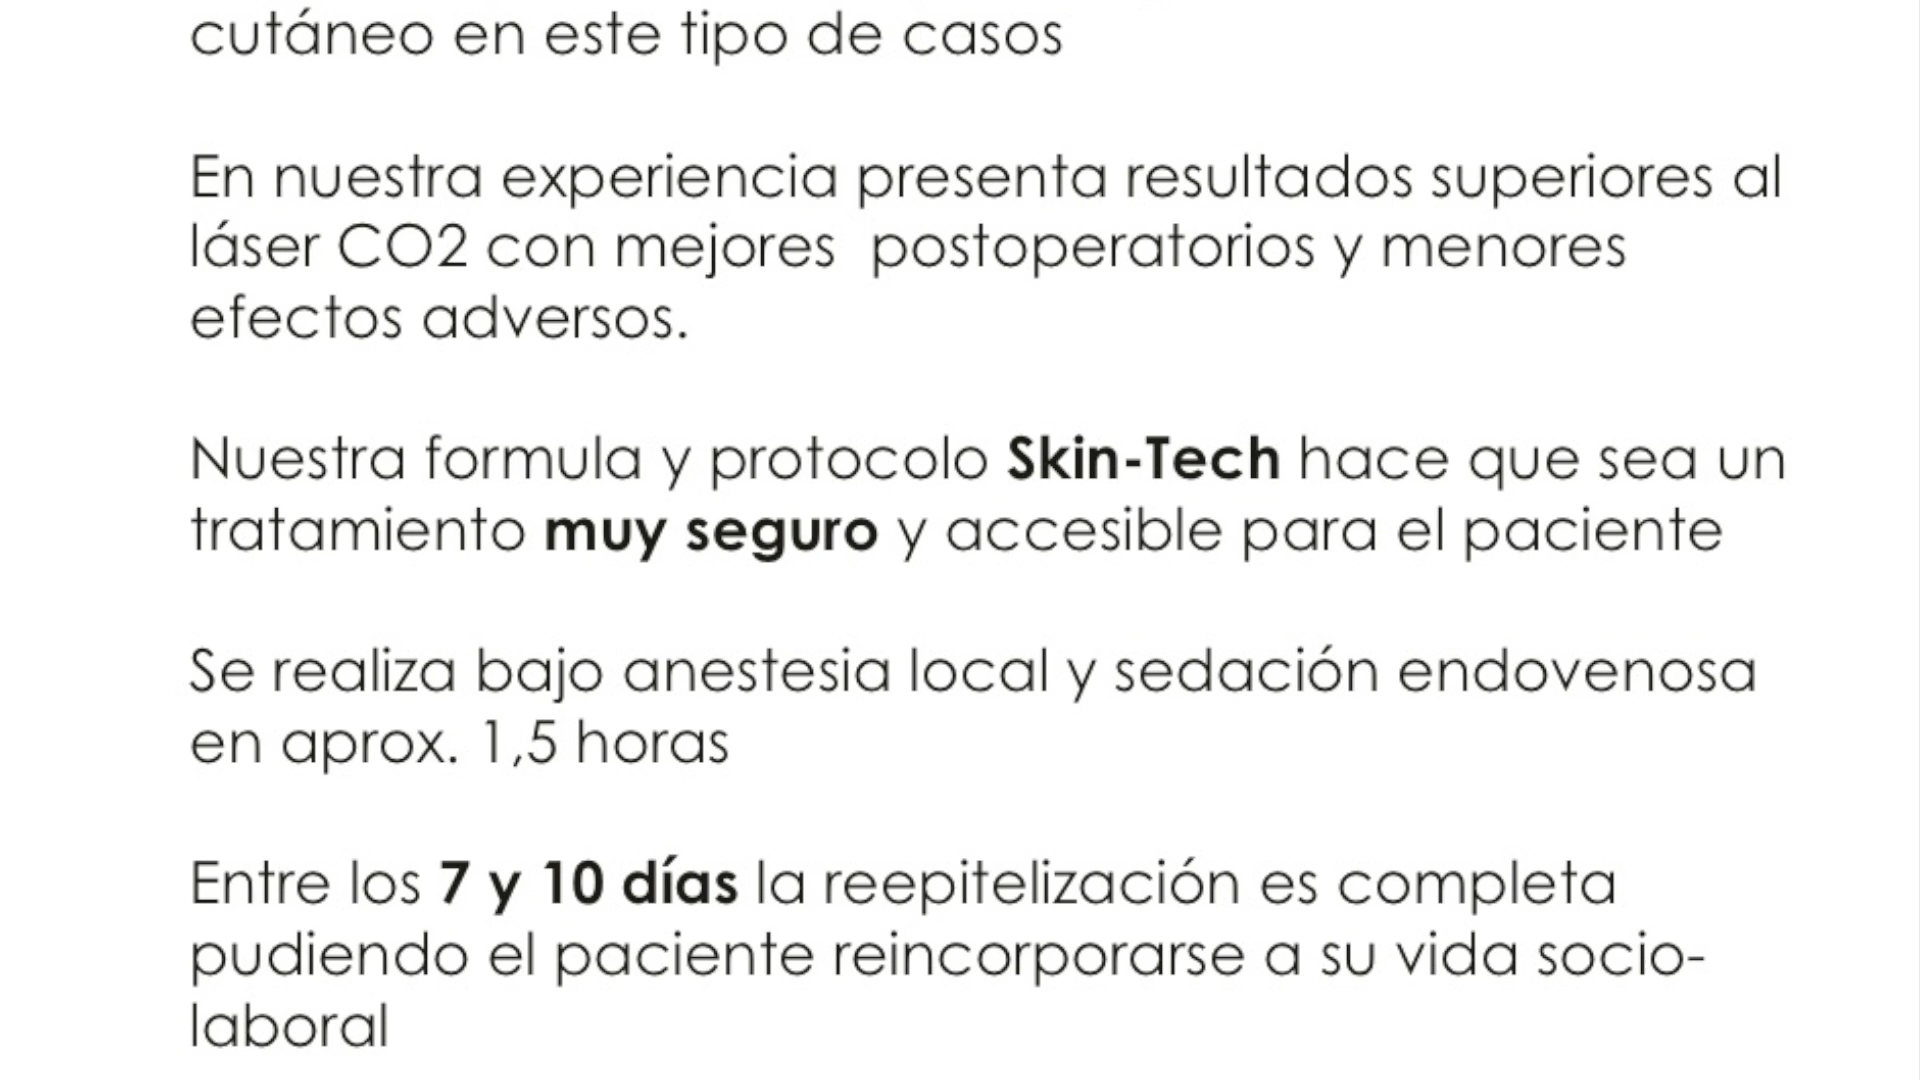 cutáneo en este tipo de casos
En nuestra experiencia presenta resultados superiores al
láser CO2 con mejores  postoperatorios y menores
efectos adversos.
Nuestra formula y protocolo Skin-Tech hace que sea un
tratamiento muy seguro y accesible para el paciente
Se realiza bajo anestesia local y sedación endovenosa
en aprox. 1,5 horas
Entre los 7 y 10 días la reepitelización es completa
pudiendo el paciente reincorporarse a su vida socio-
laboral